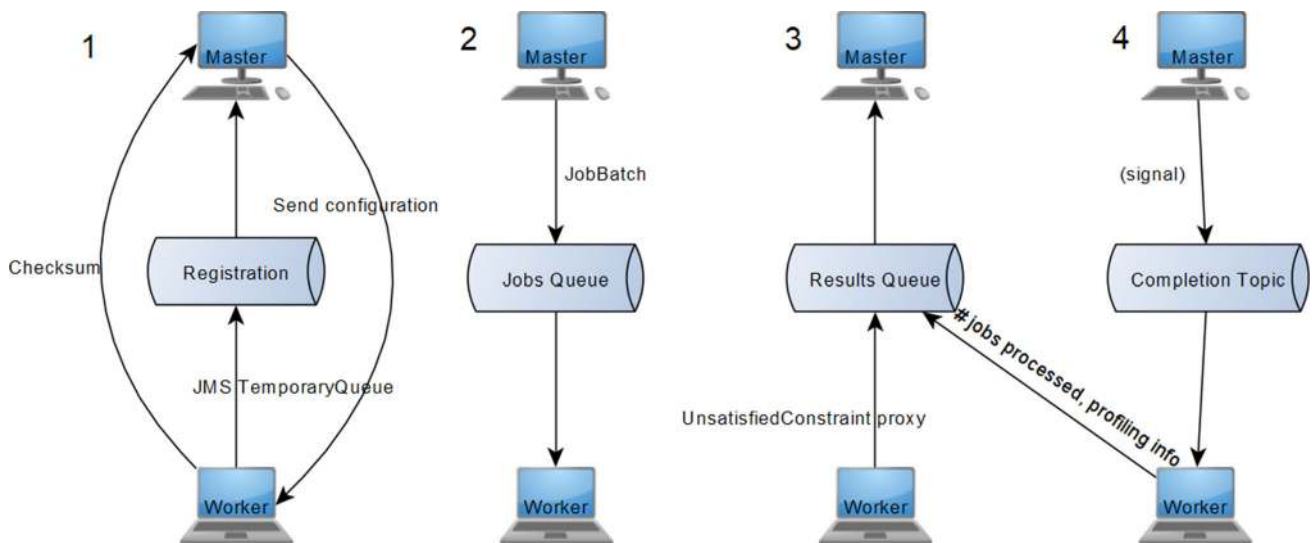 1
Master
Send configuration
Checksum
Registration
JMS TemporaryQueue
Worker
2
Master
JobBatch
Jobs Queue
Worker
3
Master
Results Queue
UnsatisfiedConstraint proxy
Worker
4
Master
(signal)
Completion Topic
# jobs processed, profiling info
Worker